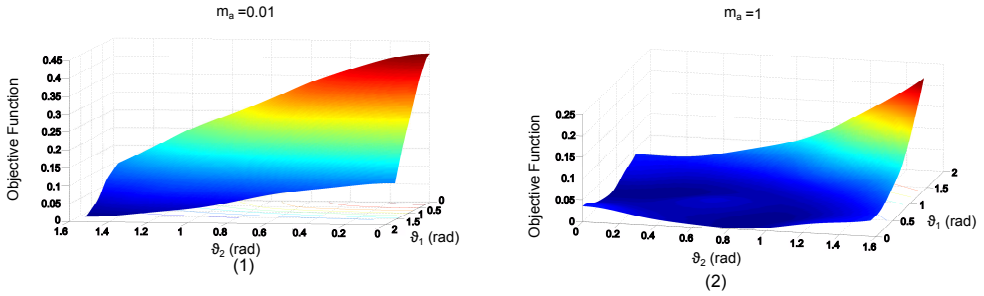 m_a =0.01
Objective Function
0.45
0.4
0.35
0.3
0.25
0.2
0.15
0.1
0.05
0
1.6 1.4 1.2 1 0.8 0.6 0.4 0.2 0
2 1.5 1 0.5 0
ϑ_2 (rad)
ϑ_1 (rad)
(1)
m_a =1
Objective Function
0.25
0.2
0.15
0.1
0.05
0
0 0.2 0.4 0.6 0.8 1 1.2 1.4 1.6
0 0.5 1 1.5 2
ϑ_2 (rad)
ϑ_1 (rad)
(2)